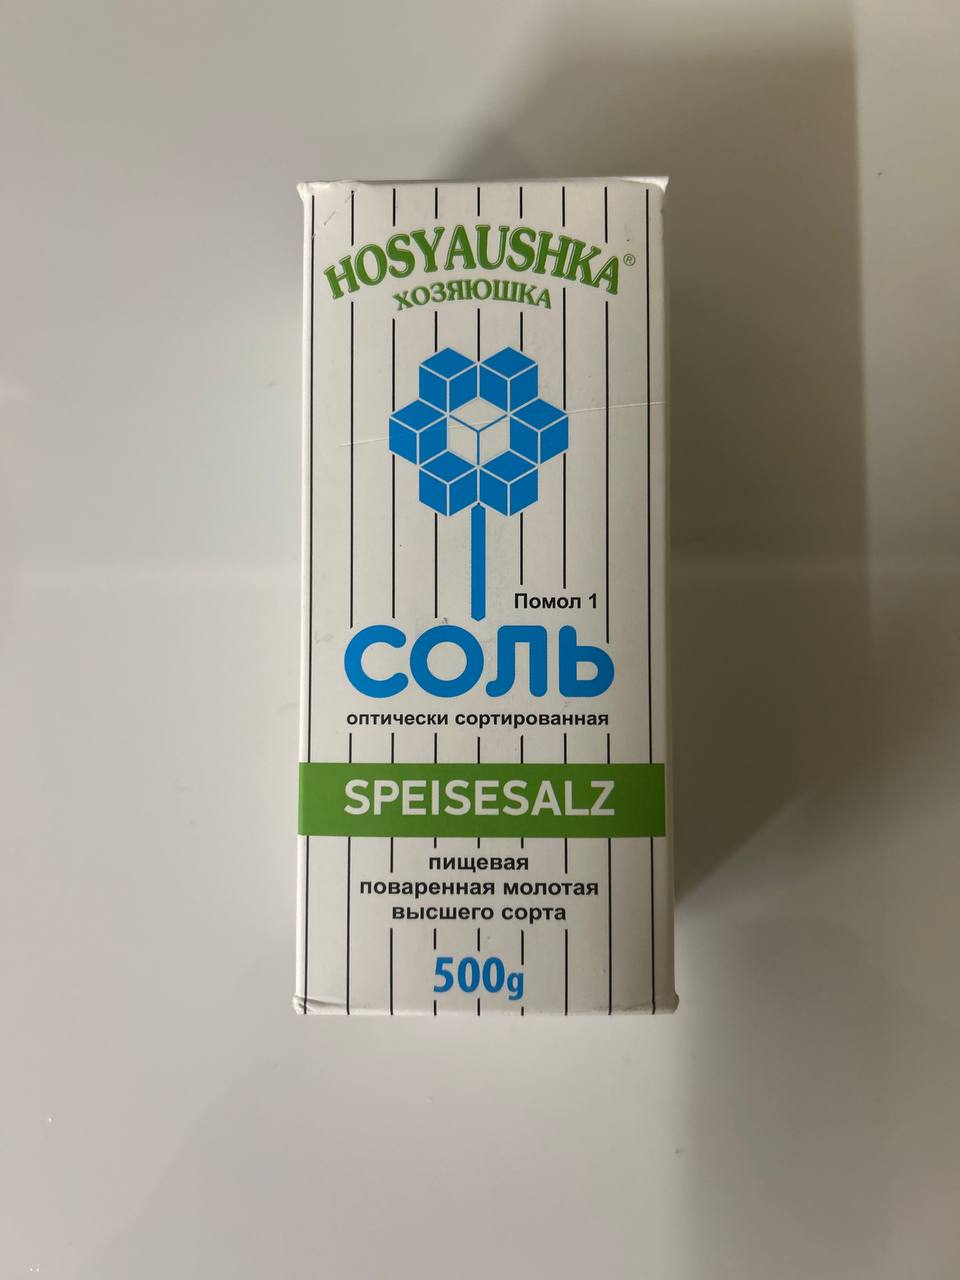 HOSYAUSHKA®
ХОЗЯЮШКА
Помол 1
СОЛЬ
оптически сортированная
SPEISESALZ
пищевая
поваренная молотая
высшего сорта
500g